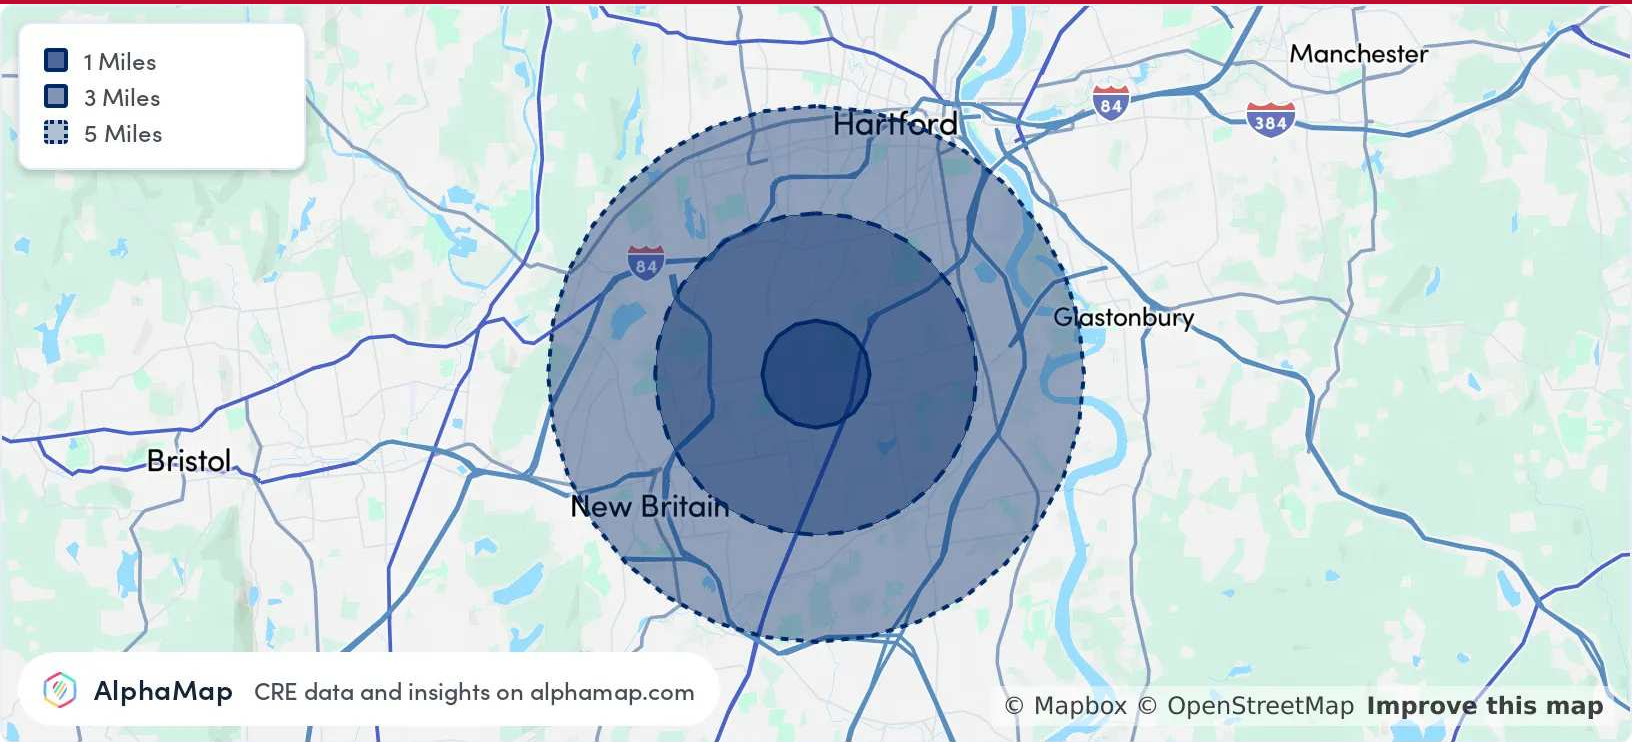 1 Miles
3 Miles
5 Miles
Manchester
84
384
Hartford
84
Glastonbury
Bristol
New Britain
AlphaMap CRE data and insights on alphamap.com
© Mapbox © OpenStreetMap Improve this map